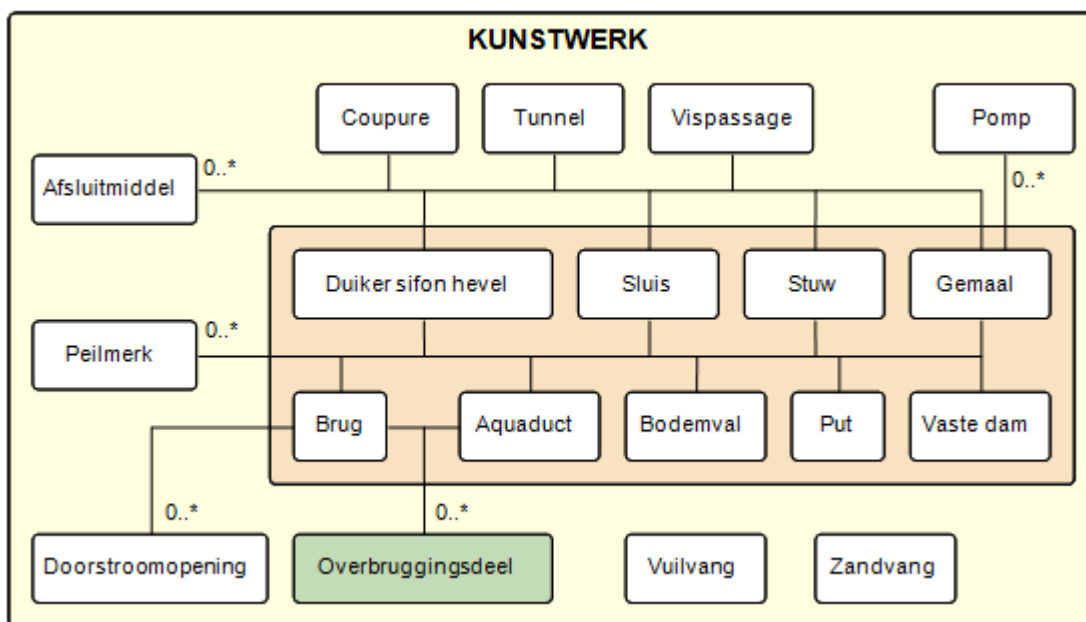 KUNSTWERK
Coupure
Tunnel
Vispassage
Pomp
Afsluitmiddel
0..*
0..*
Duiker sifon hevel
Sluis
Stuw
Gemaal
Peilmerk
0..*
Brug
Aquaduct
Bodemval
Put
Vaste dam
0..*
0..*
Doorstroomopening
Overbruggingsdeel
Vuilvang
Zandvang